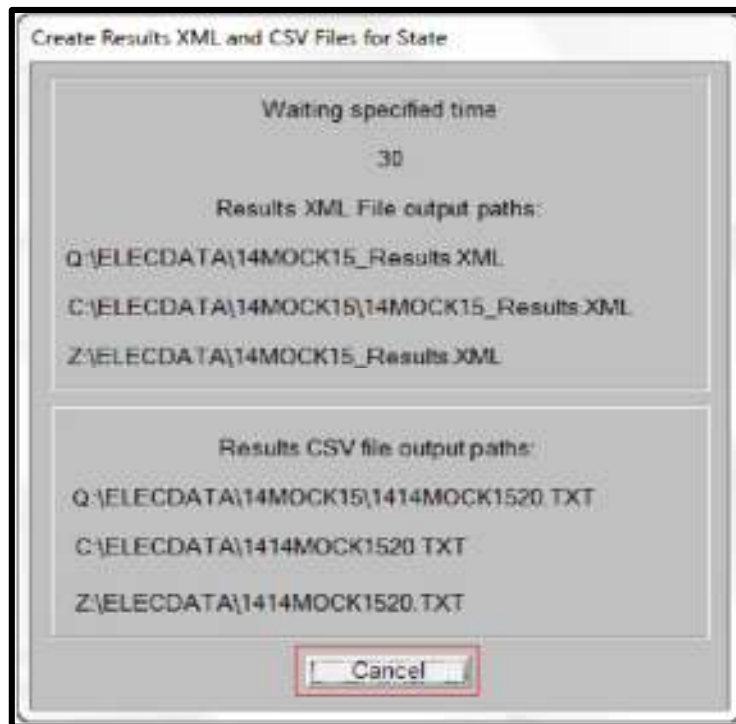 Create Results XML and CSV Files for State
Waiting specified time
30
Results XML File output paths:
Q:\ELECDATA\14MOCK15_Results.XML
C:\ELECDATA\14MOCK15\14MOCK15_Results.XML
Z:\ELECDATA\14MOCK15_Results.XML
Results CSV file output paths:
Q:\ELECDATA\14MOCK15\1414MOCK1520.TXT
C:\ELECDATA\1414MOCK1520.TXT
Z:\ELECDATA\1414MOCK1520.TXT
Cancel